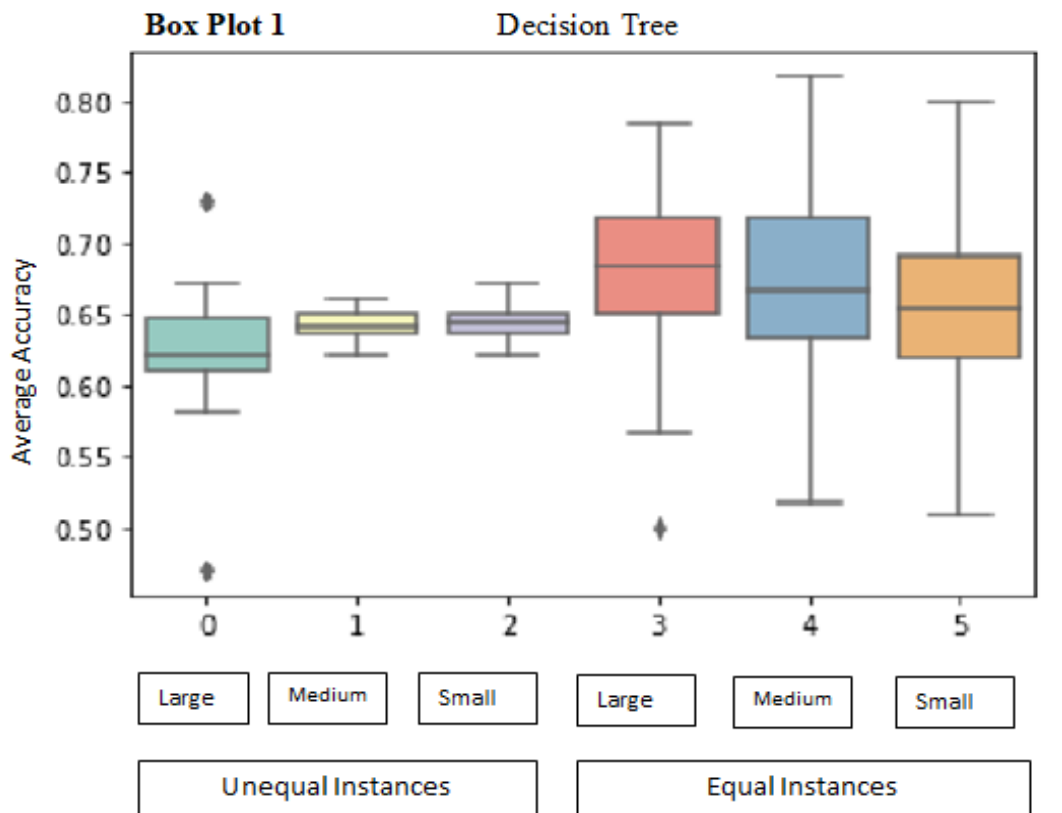 Box Plot 1 Decision Tree
Average Accuracy
0.80
0.75
0.70
0.65
0.60
0.55
0.50
0 1 2 3 4 5
Large Medium Small Large Medium Small
Unequal Instances Equal Instances